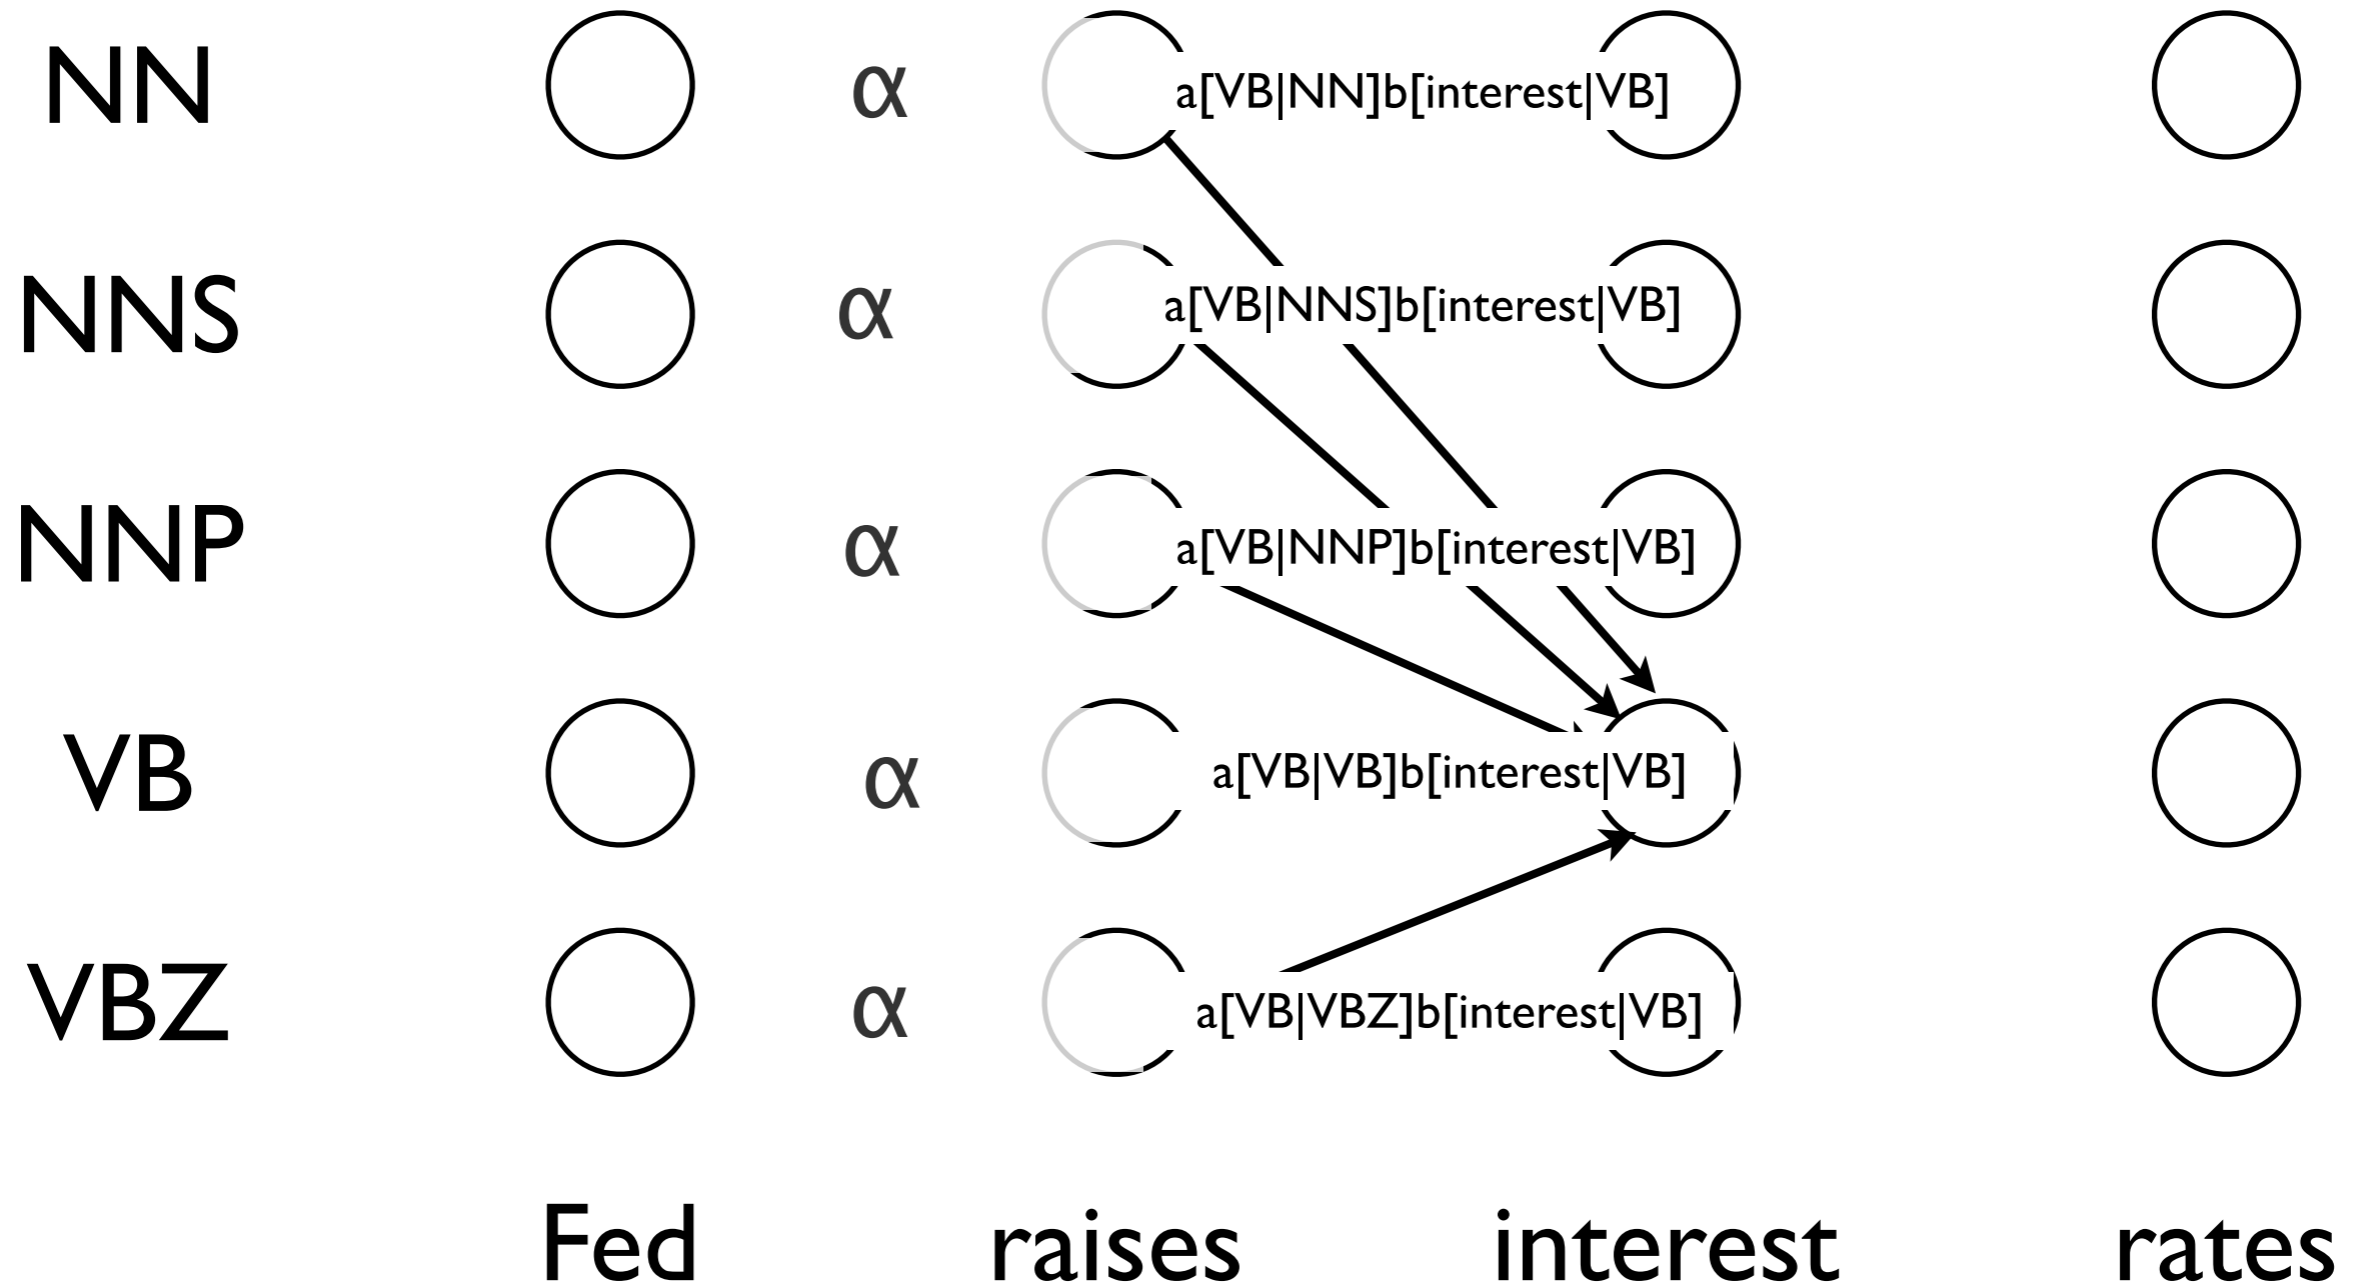 NN α a[VB|NN]b[interest|VB]
NNS α a[VB|NNS]b[interest|VB]
NNP α a[VB|NNP]b[interest|VB]
VB α a[VB|VB]b[interest|VB]
VBZ α a[VB|VBZ]b[interest|VB]
Fed raises interest rates